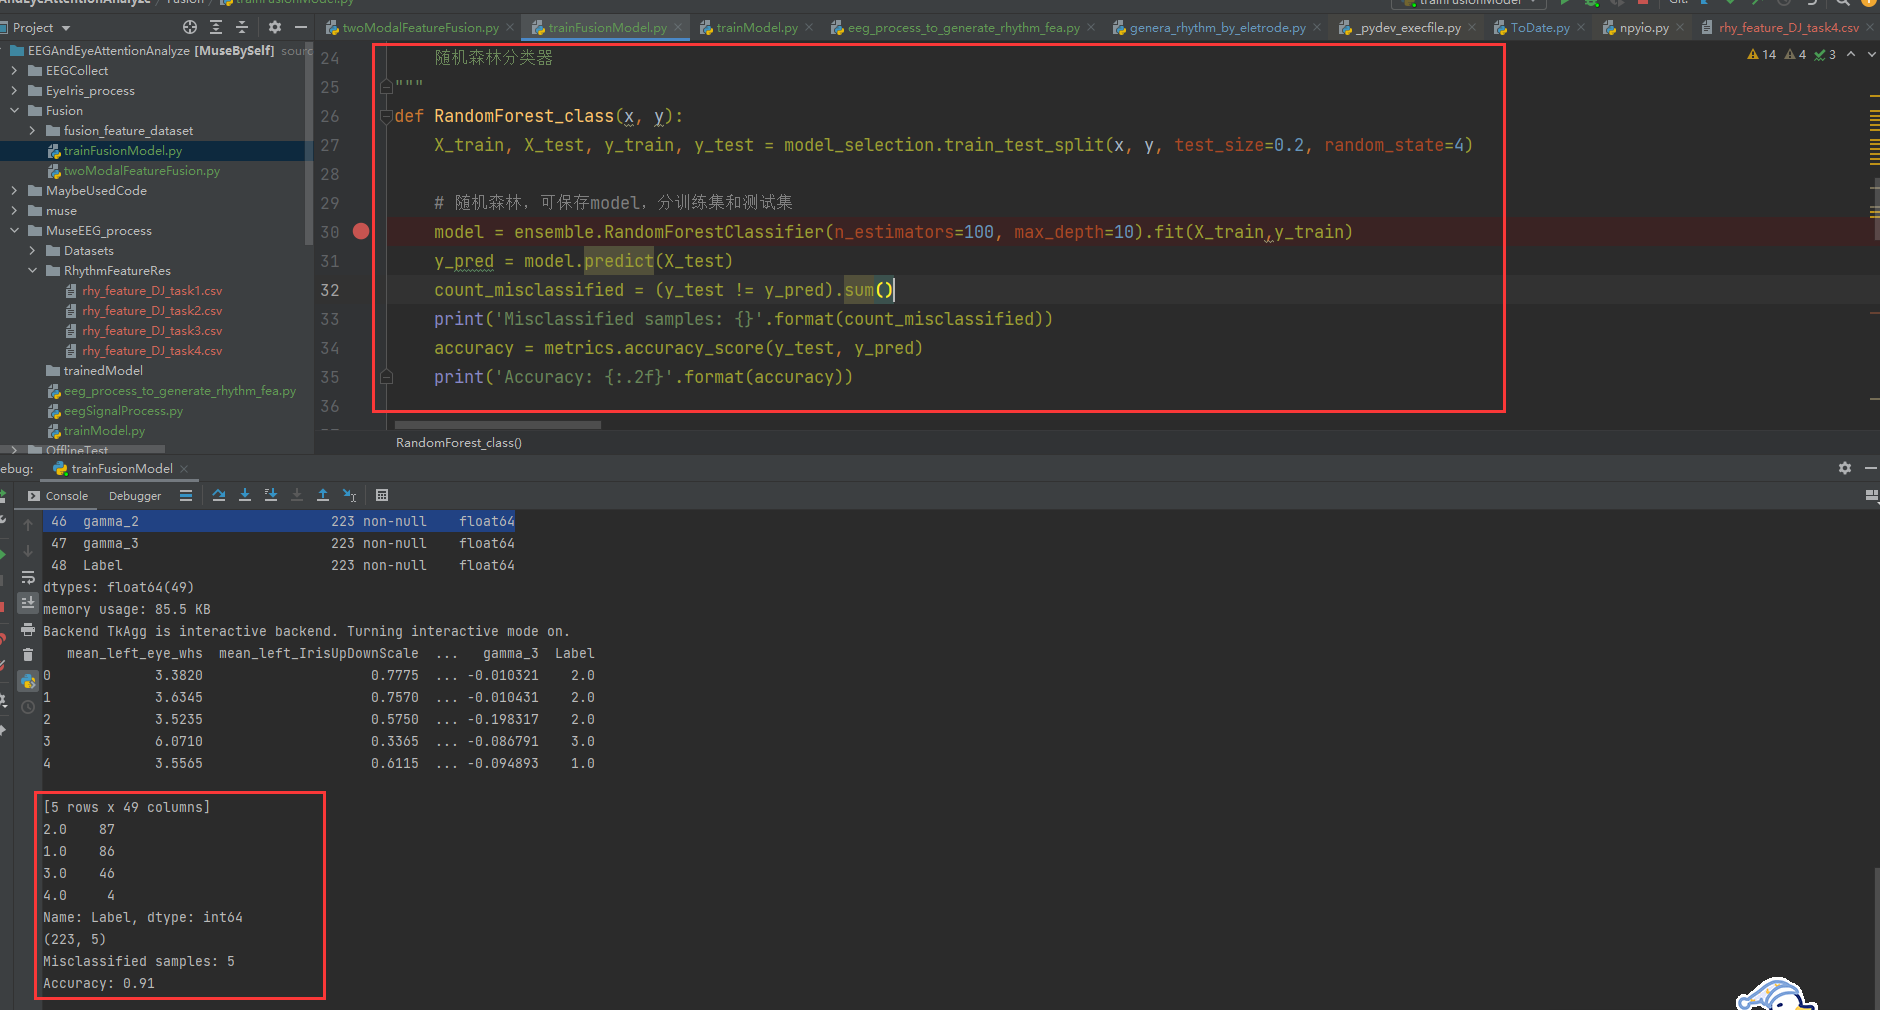 AndEyeAttentionAnalyze > Fusion > trainFusionModel.py
trainFusionModel
Git:
Project
twoModalFeatureFusion.py
trainFusionModel.py
trainModel.py
eeg_process_to_generate_rhythm_fea.py
genera_rhythm_by_eletrode.py
_pydev_execfile.py
ToDate.py
npyio.py
rhy_feature_DJ_task4.csv
EEGAndEyeAttentionAnalyze [MuseBySelf]
EEGCollect
EyeIris_process
Fusion
fusion_feature_dataset
trainFusionModel.py
twoModalFeatureFusion.py
MaybeUsedCode
muse
MuseEEG_process
Datasets
RhythmFeatureRes
rhy_feature_DJ_task1.csv
rhy_feature_DJ_task2.csv
rhy_feature_DJ_task3.csv
rhy_feature_DJ_task4.csv
trainedModel
eeg_process_to_generate_rhythm_fea.py
eegSignalProcess.py
trainModel.py
OfflineTest
14 4 3
24 随机森林分类器
25 """
26 def RandomForest_class(x, y):
27 X_train, X_test, y_train, y_test = model_selection.train_test_split(x, y, test_size=0.2, random_state=4)
28
29 # 随机森林，可保存model，分训练集和测试集
30 model = ensemble.RandomForestClassifier(n_estimators=100, max_depth=10).fit(X_train,y_train)
31 y_pred = model.predict(X_test)
32 count_misclassified = (y_test != y_pred).sum()
33 print('Misclassified samples: {}'.format(count_misclassified))
34 accuracy = metrics.accuracy_score(y_test, y_pred)
35 print('Accuracy: {:.2f}'.format(accuracy))
36
RandomForest_class()
ebug: trainFusionModel
Console Debugger
46 gamma_2 223 non-null float64
47 gamma_3 223 non-null float64
48 Label 223 non-null float64
dtypes: float64(49)
memory usage: 85.5 KB
Backend TkAgg is interactive backend. Turning interactive mode on.
mean_left_eye_whs mean_left_IrisUpDownScale ... gamma_3 Label
0 3.3820 0.7775 ... -0.010321 2.0
1 3.6345 0.7570 ... -0.010431 2.0
2 3.5235 0.5750 ... -0.198317 2.0
3 6.0710 0.3365 ... -0.086791 3.0
4 3.5565 0.6115 ... -0.094893 1.0
[5 rows x 49 columns]
2.0 87
1.0 86
3.0 46
4.0 4
Name: Label, dtype: int64
(223, 5)
Misclassified samples: 5
Accuracy: 0.91